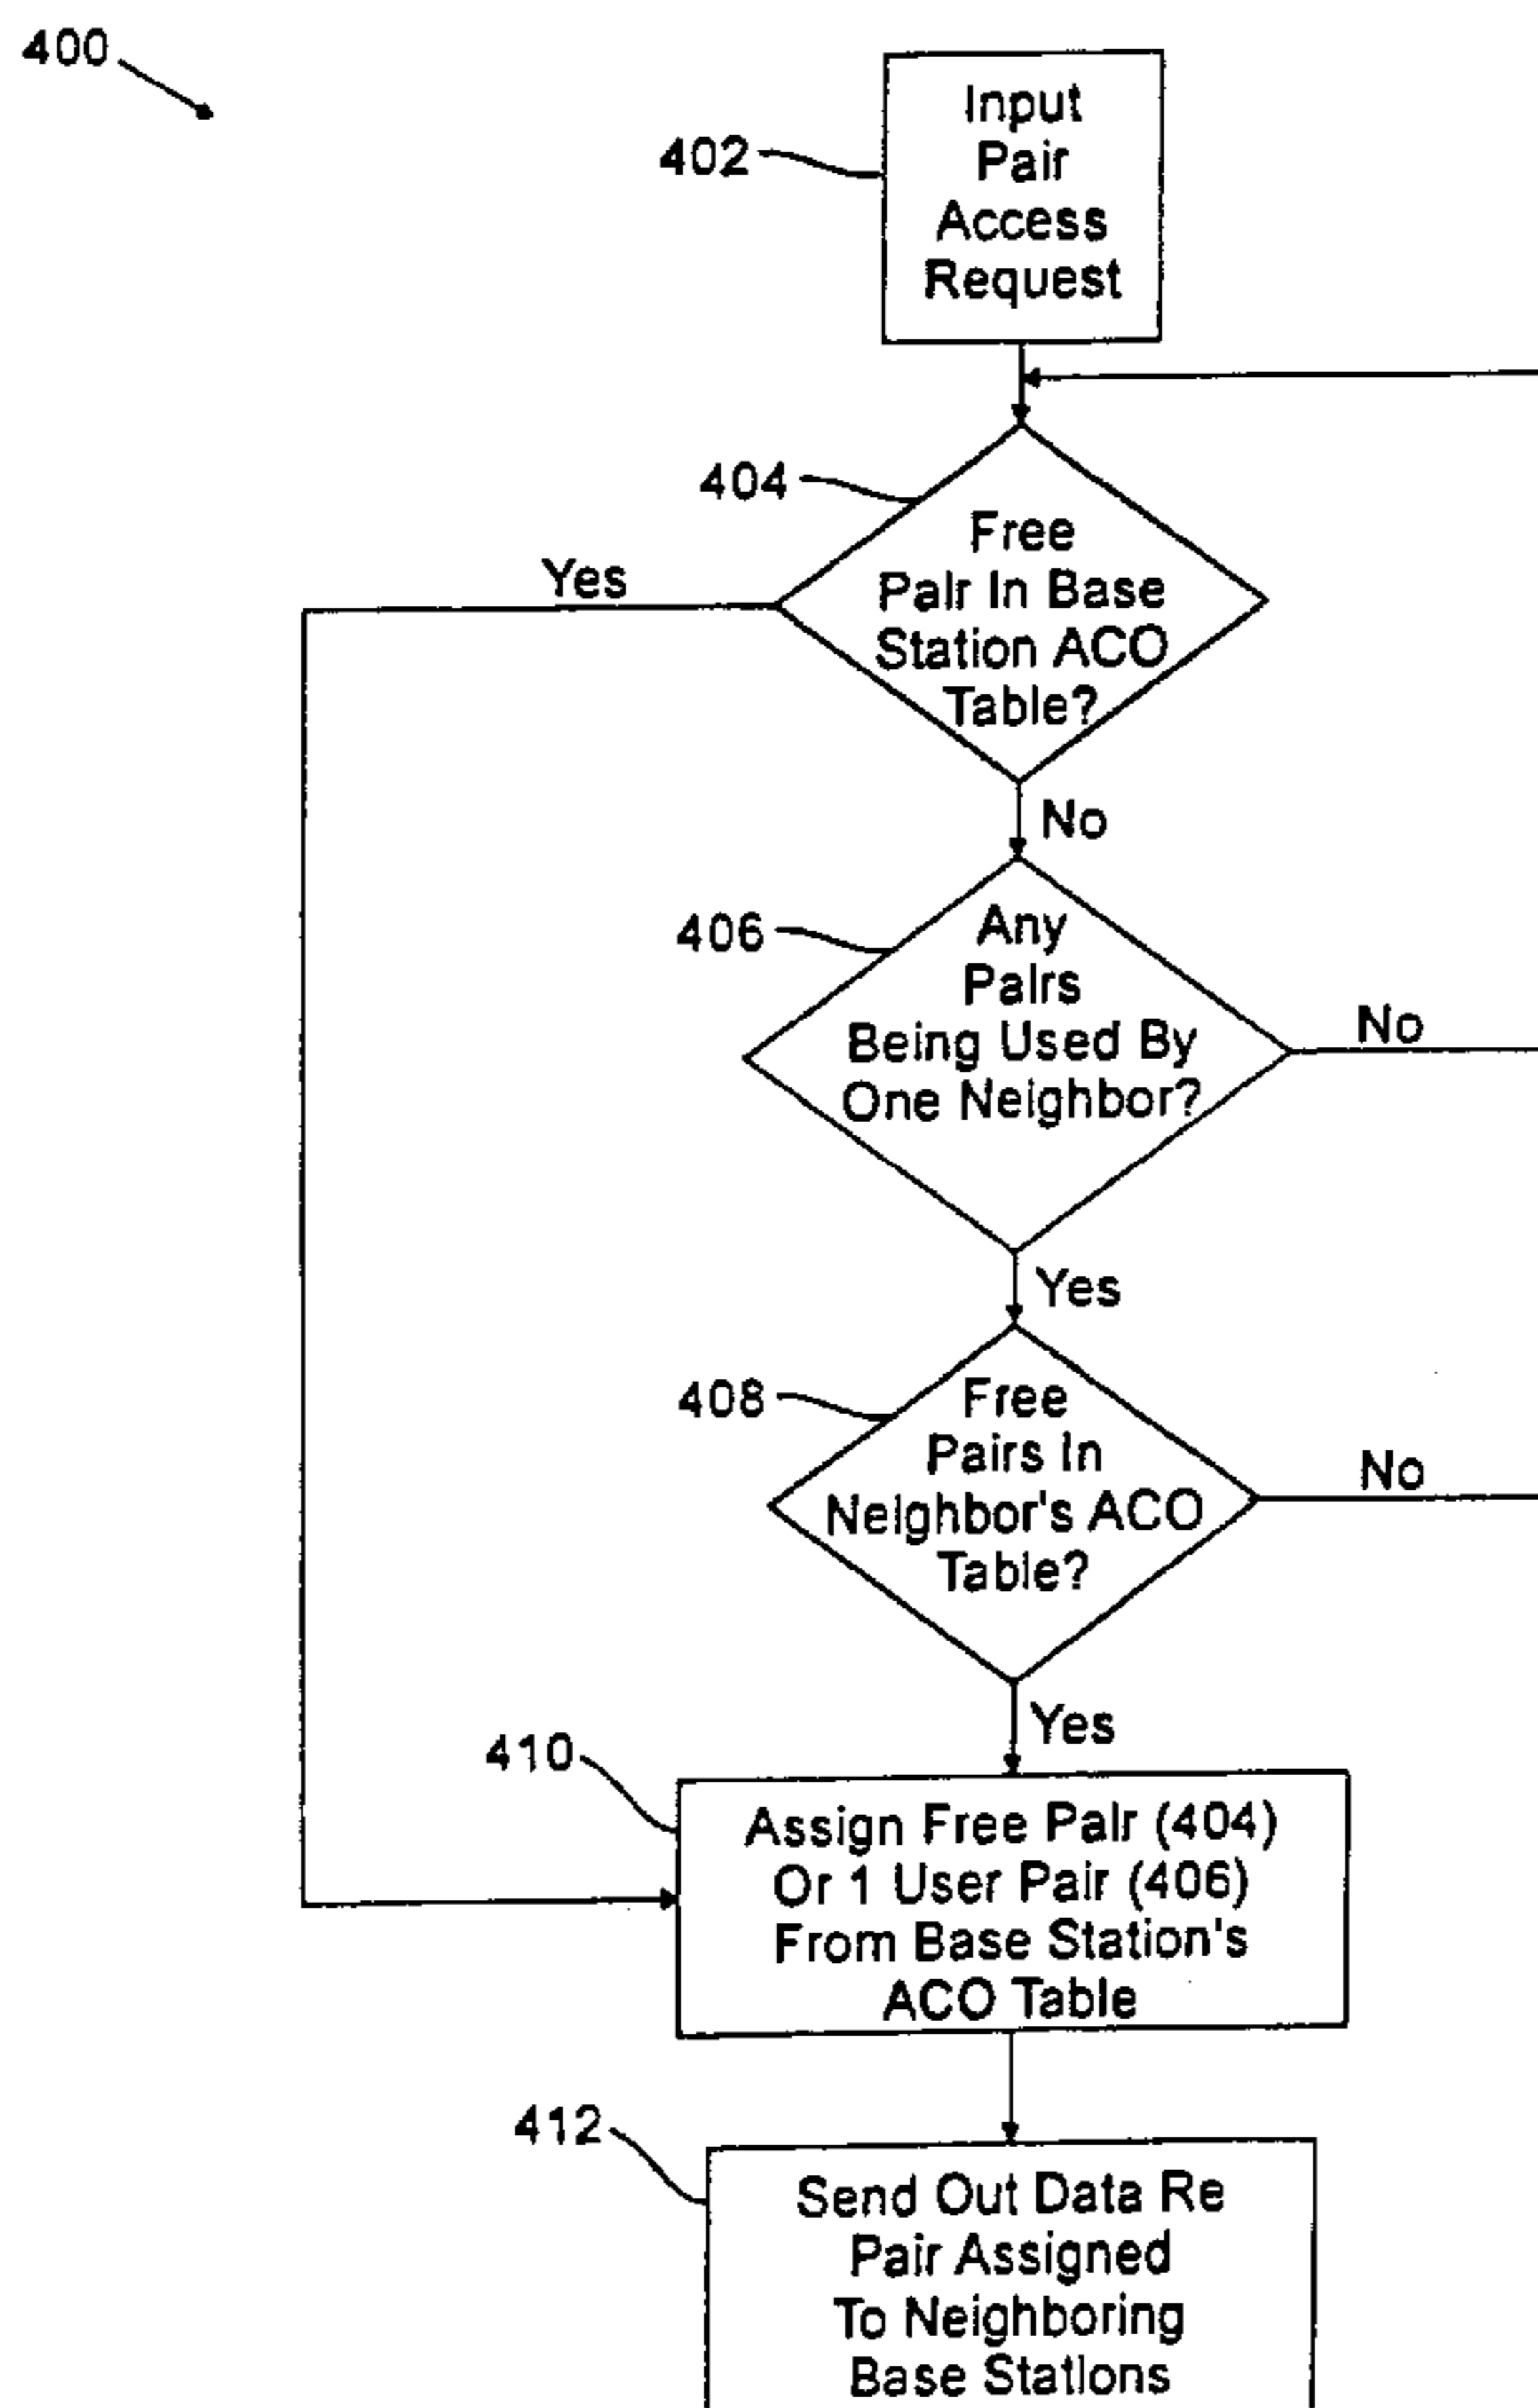 400
402
Input
Pair
Access
Request
404
Free
Pair In Base
Station ACO
Table?
Yes
No
406
Any
Pairs
Being Used By
One Neighbor?
No
Yes
408
Free
Pairs In
Neighbor's ACO
Table?
No
Yes
410
Assign Free Pair (404)
Or 1 User Pair (406)
From Base Station's
ACO Table
412
Send Out Data Re
Pair Assigned
To Neighboring
Base Stations